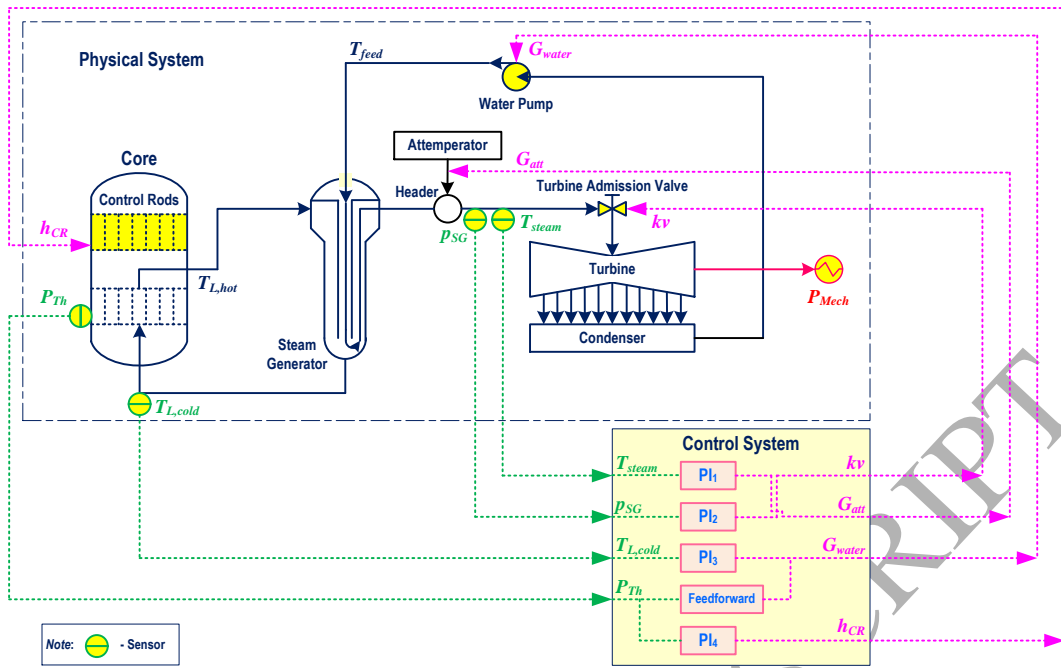 Physical System
T_feed
G_water
Water Pump
Attemperator
G_att
Core
Header
Turbine Admission Valve
Control Rods
h_CR
p_SG
T_steam
kv
Turbine
T_L,hot
P_Th
P_Mech
Steam
Generator
Condenser
T_L,cold
Control System
T_steam
PI₁
kv
p_SG
PI₂
G_att
T_L,cold
PI₃
G_water
P_Th
Feedforward
PI₄
h_CR
Note: - Sensor
CRIPT